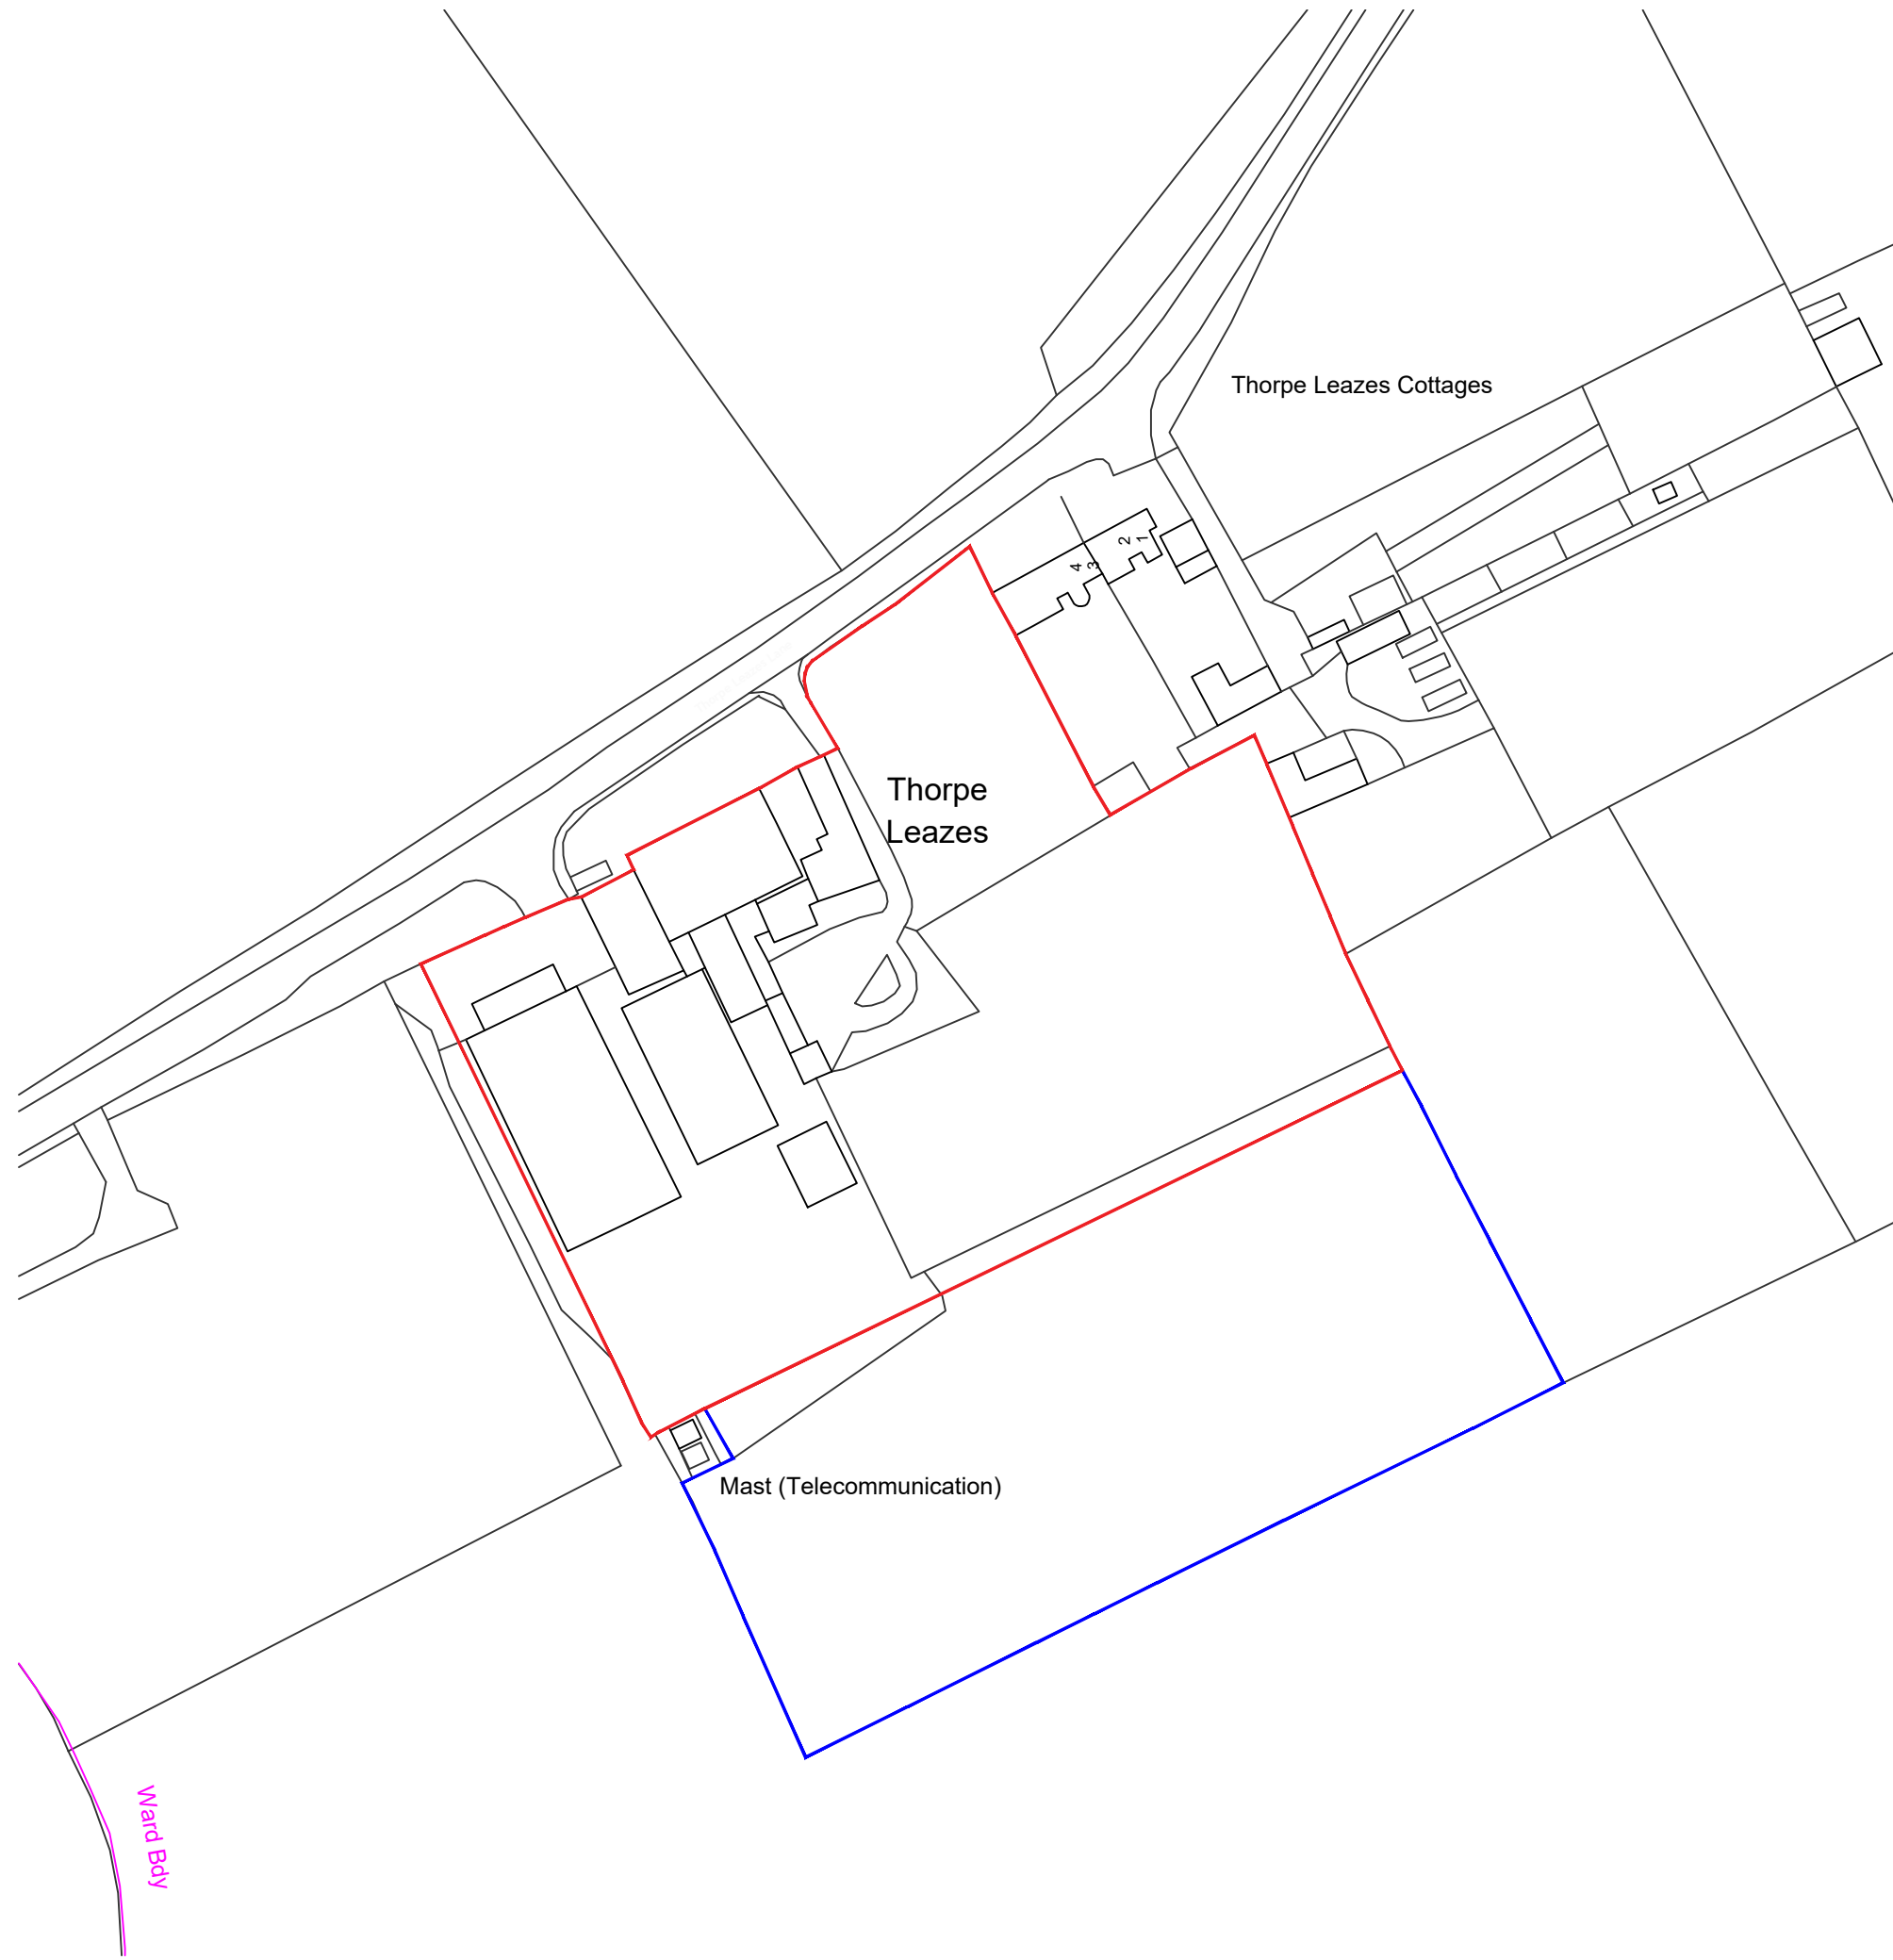 Thorpe Leazes Cottages
2
1
4
3
Thorpe
Leazes
Mast (Telecommunication)
Ward Bdy